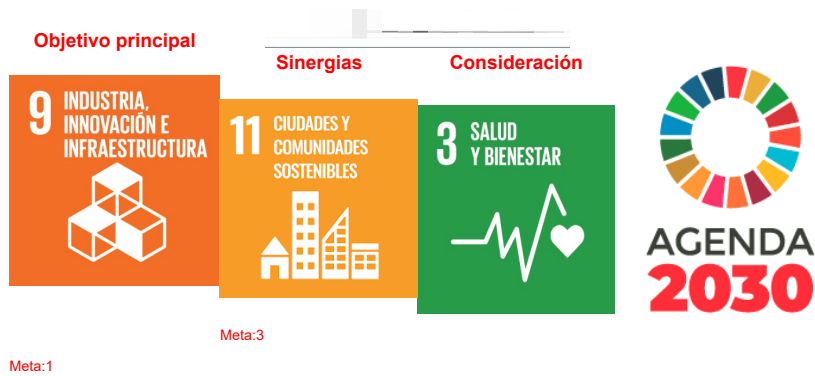 Objetivo principal
Sinergias
Consideración
9 INDUSTRIA,
INNOVACIÓN E
INFRAESTRUCTURA
11 CIUDADES Y
COMUNIDADES
SOSTENIBLES
3 SALUD
Y BIENESTAR
AGENDA
2030
Meta:3
Meta:1